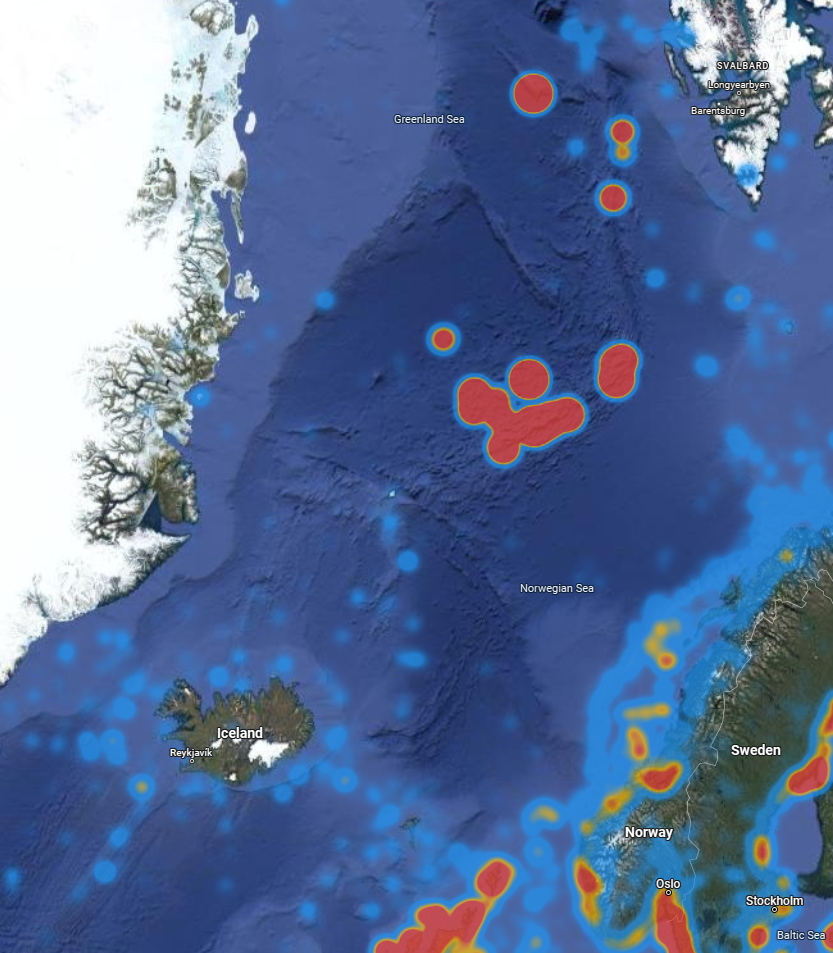 SVALBARD
Longyearbyen
Barentsburg
Greenland Sea
Norwegian Sea
Iceland
Reykjavík
Sweden
Norway
Oslo
Stockholm
Baltic Sea